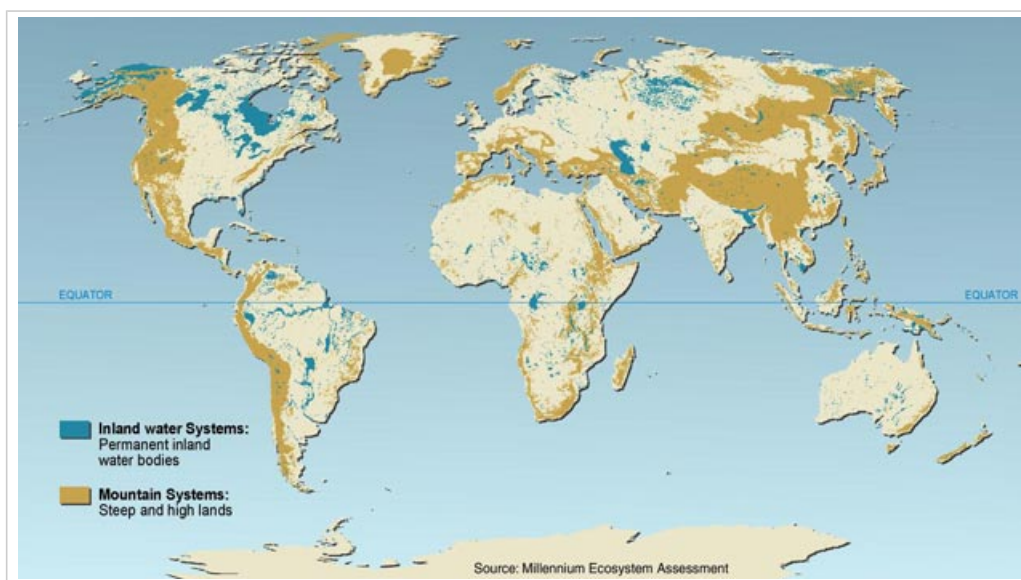 EQUATOR
EQUATOR
Inland water Systems:
Permanent inland
water bodies
Mountain Systems:
Steep and high lands
Source: Millennium Ecosystem Assessment